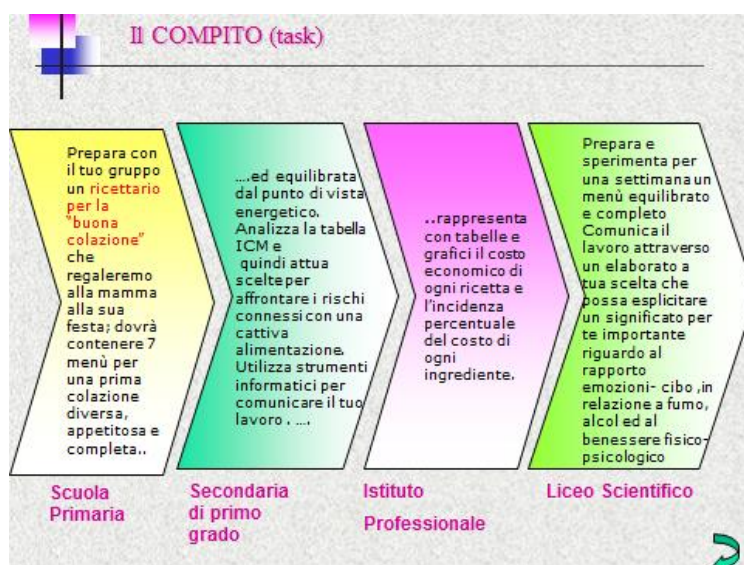 Il COMPITO (task)
Prepara con
il tuo gruppo
un ricettario
per la
“buona
colazione”
che
regaleremo
alla mamma
alla sua
festa; dovrà
contenere 7
menù per
una prima
colazione
diversa,
appetitosa e
completa..
....ed equilibrata
dal punto di vista
energetico.
Analizza la tabella
ICM e
quindi attua
scelte per
affrontare i rischi
connessi con una
cattiva
alimentazione.
Utilizza strumenti
informatici per
comunicare il tuo
lavoro . ....
..rappresenta
con tabelle e
grafici il costo
economico di
ogni ricetta e
l’incidenza
percentuale
del costo di
ogni
ingrediente.
Prepara e
sperimenta per
una settimana un
menù equilibrato
e completo
Comunica il
lavoro attraverso
un elaborato a
tua scelta che
possa esplicitare
un significato per
te importante
riguardo al
rapporto
emozioni- cibo ,in
relazione a fumo,
alcol ed al
benessere fisico-
psicologico
Scuola
Primaria
Secondaria
di primo
grado
Istituto
Professionale
Liceo Scientifico